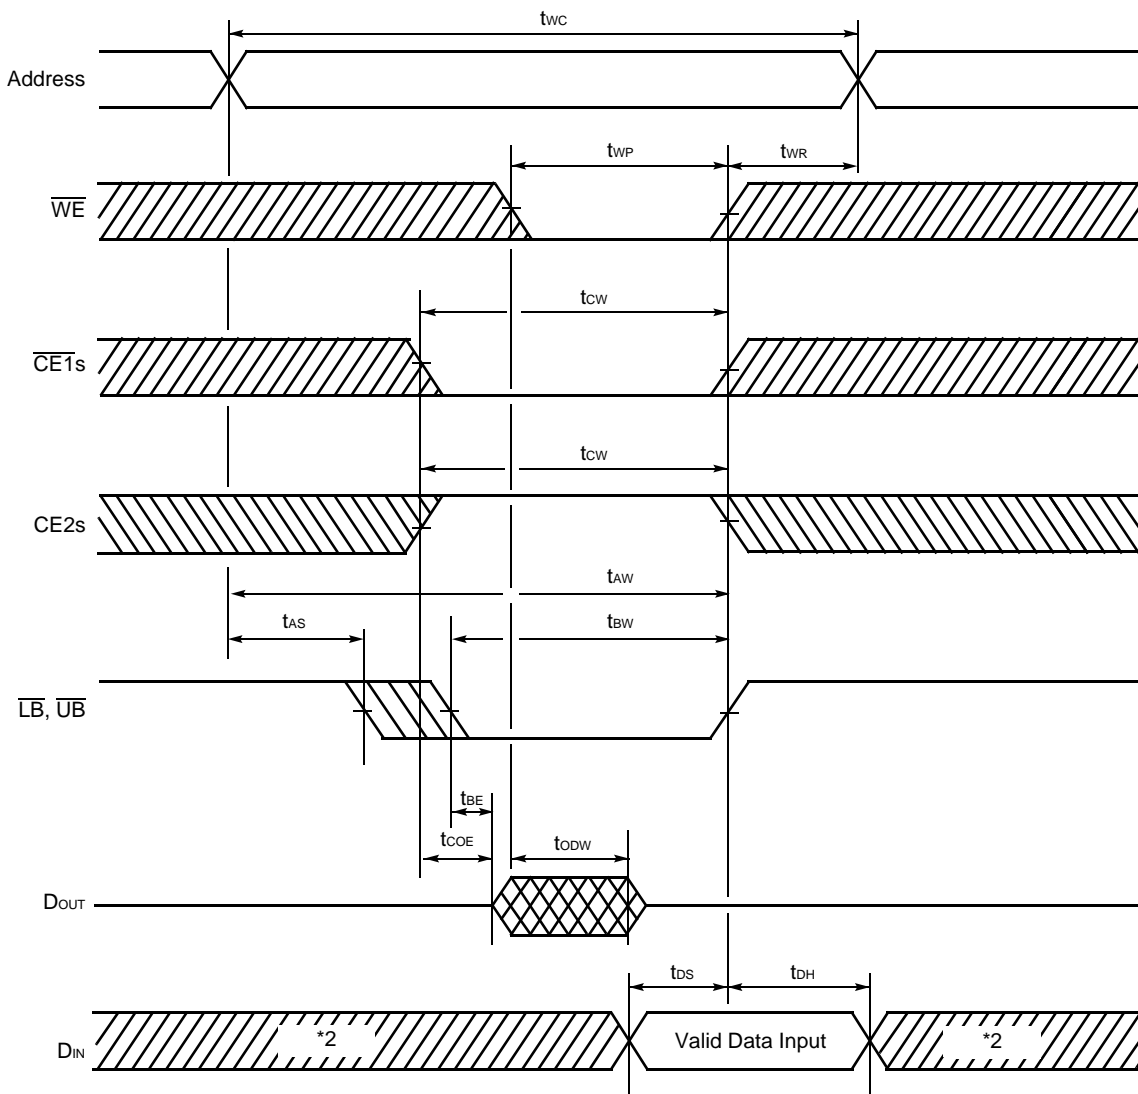 tWC
Address
tWP
tWR
WE
tCW
CE1s
tCW
CE2s
tAW
tAS
tBW
LB, UB
tBE
tCOE
tODW
DOUT
tDS
tDH
*2
Valid Data Input
*2
DIN